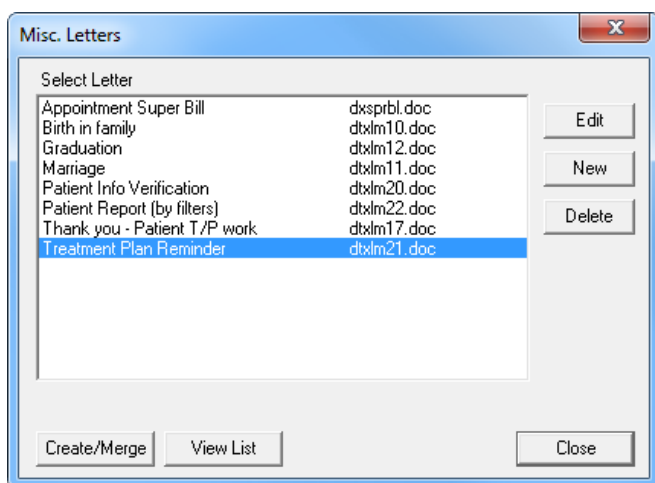 Misc. Letters
Select Letter
Appointment Super Bill dxsprbl.doc
Birth in family dtxlm10.doc
Graduation dtxlm12.doc
Marriage dtxlm11.doc
Patient Info Verification dtxlm20.doc
Patient Report (by filters) dtxlm22.doc
Thank you - Patient T/P work dtxlm17.doc
Treatment Plan Reminder dtxlm21.doc
Edit
New
Delete
Create/Merge View List Close